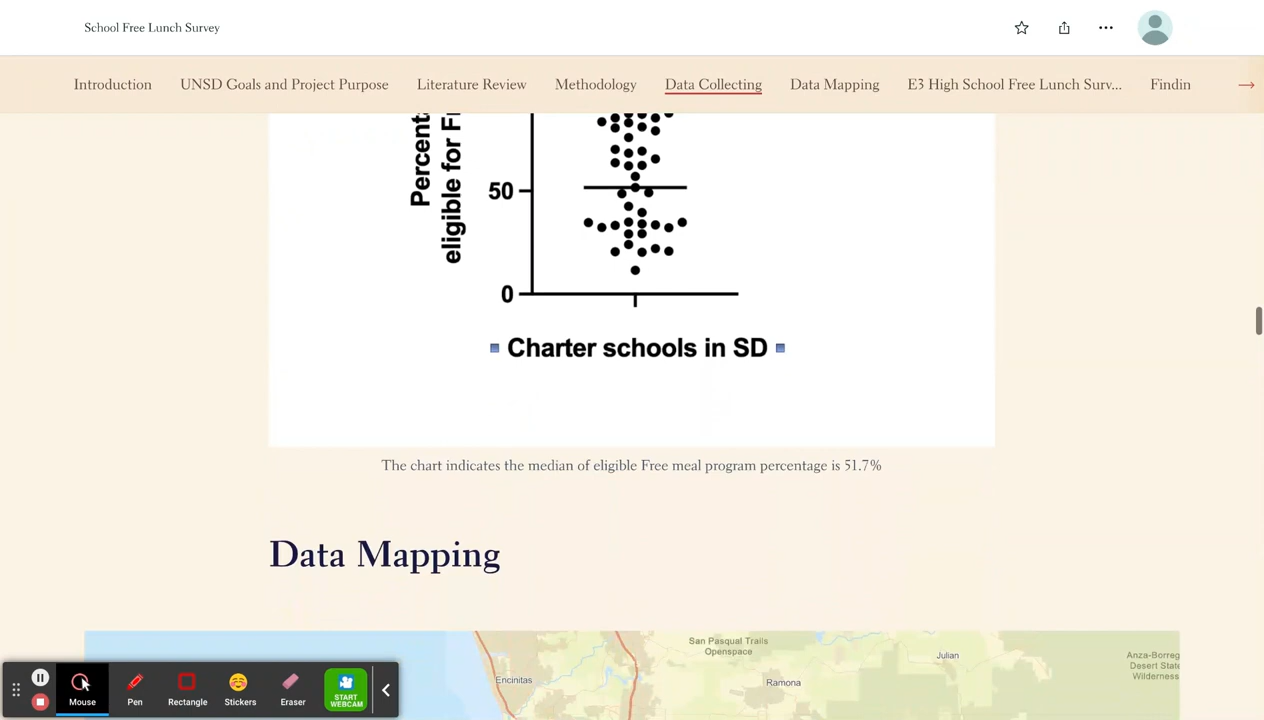 School Free Lunch Survey
Introduction UNSD Goals and Project Purpose Literature Review Methodology Data Collecting Data Mapping E3 High School Free Lunch Surv... Findin
eligible for
50
0
Charter schools in SD
The chart indicates the median of eligible Free meal program percentage is 51.7%
Data Mapping
San Pasqual Trails
Openspace
Julian
Encinitas
Ramona
Desert State
Wilderness
Mouse Pen Rectangle Stickers Eraser START
WEBCAM